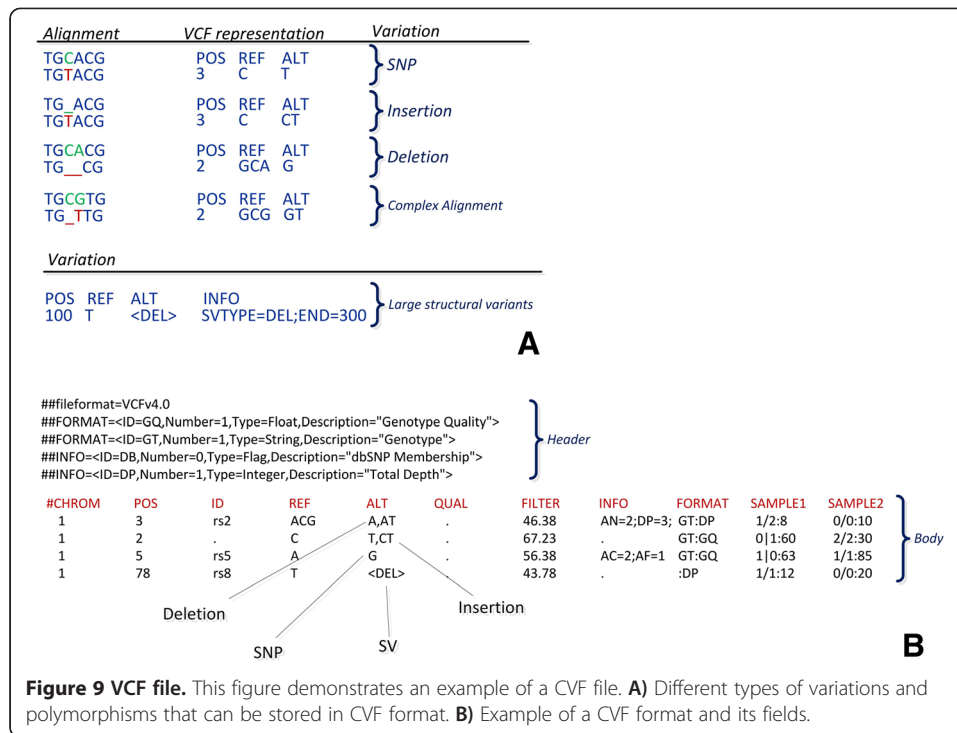 Alignment VCF representation Variation
TGCACG POS REF ALT
TGTACG 3 C T
SNP
TG_ACG POS REF ALT
TGTACG 3 C CT
Insertion
TGCACG POS REF ALT
TG__CG 2 GCA G
Deletion
TGCGTG POS REF ALT
TG_TTG 2 GCG GT
Complex Alignment
Variation
POS REF ALT INFO
100 T <DEL> SVTYPE=DEL;END=300
Large structural variants
A
##fileformat=VCFv4.0
##FORMAT=<ID=GQ,Number=1,Type=Float,Description="Genotype Quality">
##FORMAT=<ID=GT,Number=1,Type=String,Description="Genotype">
##INFO=<ID=DB,Number=0,Type=Flag,Description="dbSNP Membership">
##INFO=<ID=DP,Number=1,Type=Integer,Description="Total Depth">
Header
#CHROM POS ID REF ALT QUAL FILTER INFO FORMAT SAMPLE1 SAMPLE2
1 3 rs2 ACG A,AT . 46.38 AN=2;DP=3; GT:DP 1/2:8 0/0:10
1 2 . C T,CT . 67.23 . GT:GQ 0|1:60 2/2:30
1 5 rs5 A G . 56.38 AC=2;AF=1 GT:GQ 1|0:63 1/1:85
1 78 rs8 T <DEL> . 43.78 . :DP 1/1:12 0/0:20
Body
Deletion
Insertion
SNP
SV
B
Figure 9 VCF file. This figure demonstrates an example of a CVF file. A) Different types of variations and
polymorphisms that can be stored in CVF format. B) Example of a CVF format and its fields.